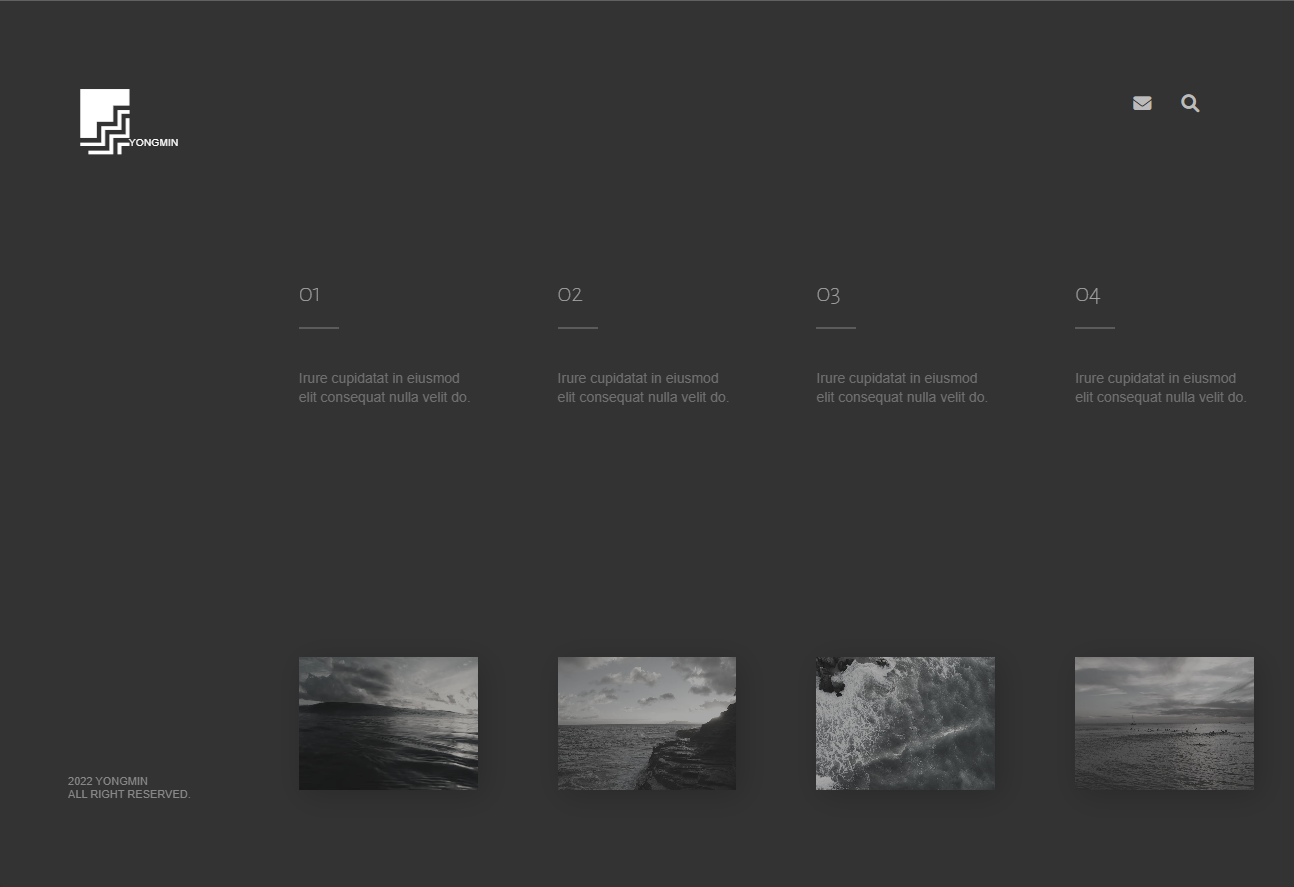 YONGMIN
01
Irure cupidatat in eiusmod
elit consequat nulla velit do.
02
Irure cupidatat in eiusmod
elit consequat nulla velit do.
03
Irure cupidatat in eiusmod
elit consequat nulla velit do.
04
Irure cupidatat in eiusmod
elit consequat nulla velit do.
2022 YONGMIN
ALL RIGHT RESERVED.